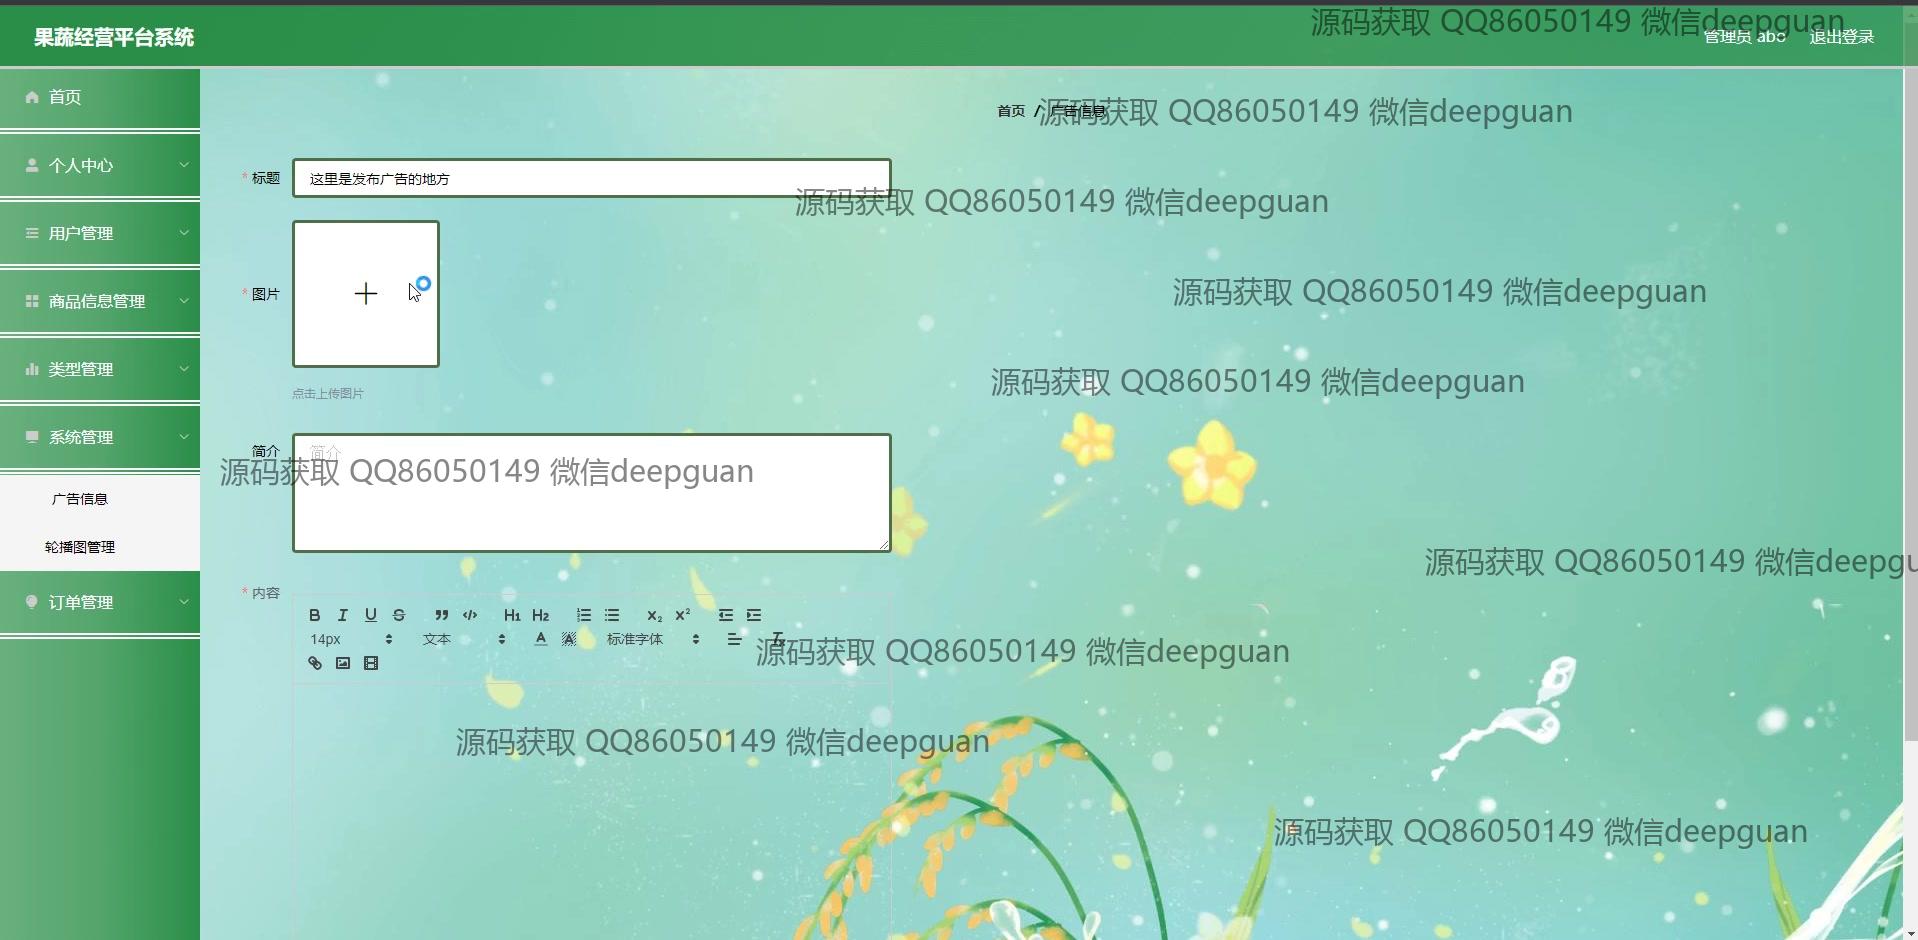 果蔬经营平台系统
源码获取 QQ86050149 微信deepguan
管理员 abo
退出登录
首页
个人中心
用户管理
商品信息管理
类型管理
系统管理
广告信息
轮播图管理
订单管理
首页 / 广告信息
源码获取 QQ86050149 微信deepguan
* 标题
这里是发布广告的地方
源码获取 QQ86050149 微信deepguan
* 图片
源码获取 QQ86050149 微信deepguan
点击上传图片
源码获取 QQ86050149 微信deepguan
简介
简介
源码获取 QQ86050149 微信deepguan
源码获取 QQ86050149 微信deepgu
* 内容
B I U S H1 H2 X2 X2
14px 文本 A A 标准字体 Tx
源码获取 QQ86050149 微信deepguan
源码获取 QQ86050149 微信deepguan
源码获取 QQ86050149 微信deepguan